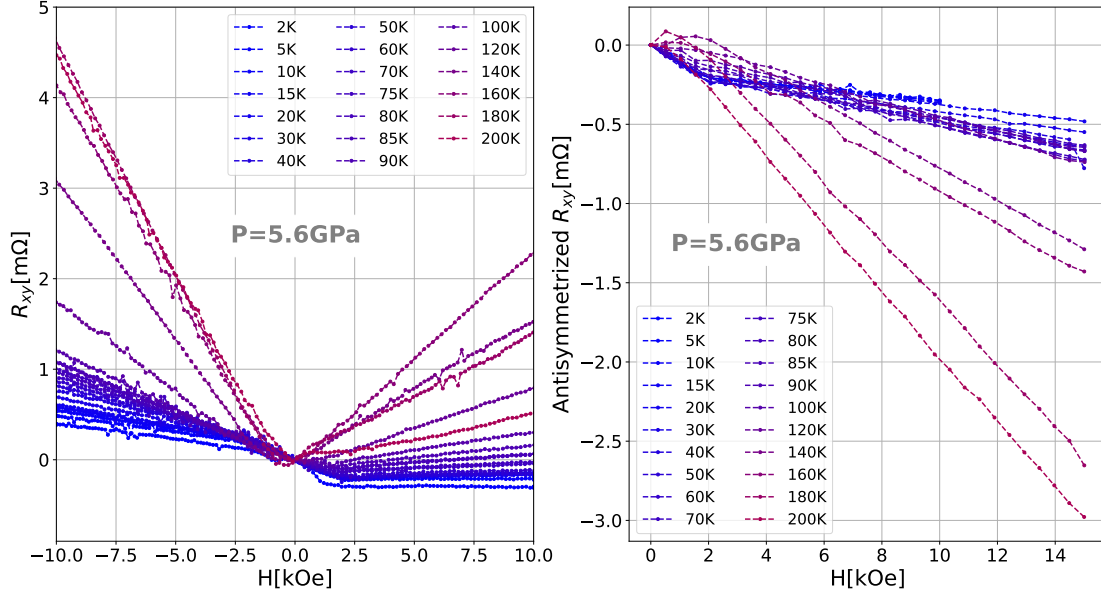 5
4
3
2
1
0
R_{xy}[mΩ]
−10.0 −7.5 −5.0 −2.5 0.0 2.5 5.0 7.5 10.0
H[kOe]
2K 50K 100K
5K 60K 120K
10K 70K 140K
15K 75K 160K
20K 80K 180K
30K 85K 200K
40K 90K
P=5.6GPa
0.0
−0.5
−1.0
−1.5
−2.0
−2.5
−3.0
Antisymmetrized R_{xy}[mΩ]
0 2 4 6 8 10 12 14
H[kOe]
P=5.6GPa
2K 75K
5K 80K
10K 85K
15K 90K
20K 100K
30K 120K
40K 140K
50K 160K
60K 180K
70K 200K